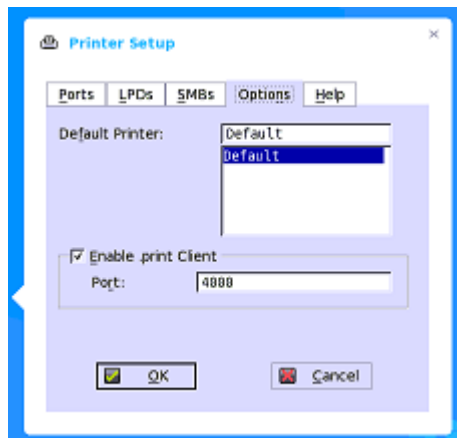 Printer Setup
Ports LPDs SMBs Options Help
Default Printer: Default
Default
Enable .print Client
Port: 4000
OK Cancel